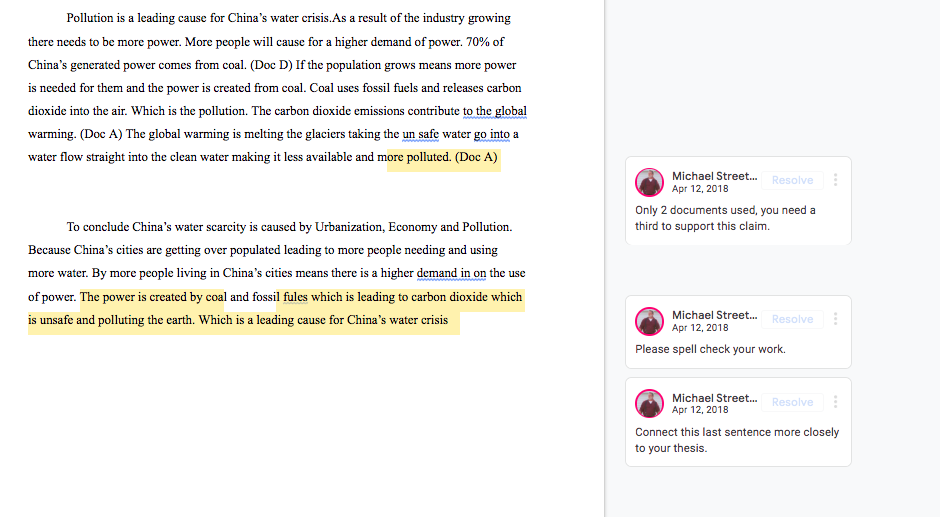 Pollution is a leading cause for China's water crisis.As a result of the industry growing
there needs to be more power. More people will cause for a higher demand of power. 70% of
China's generated power comes from coal. (Doc D) If the population grows means more power
is needed for them and the power is created from coal. Coal uses fossil fuels and releases carbon
dioxide into the air. Which is the pollution. The carbon dioxide emissions contribute to the global
warming. (Doc A) The global warming is melting the glaciers taking the un safe water go into a
water flow straight into the clean water making it less available and more polluted. (Doc A)
To conclude China's water scarcity is caused by Urbanization, Economy and Pollution.
Because China's cities are getting over populated leading to more people needing and using
more water. By more people living in China's cities means there is a higher demand in on the use
of power. The power is created by coal and fossil fules which is leading to carbon dioxide which
is unsafe and polluting the earth. Which is a leading cause for China's water crisis
Michael Street...
Resolve
Apr 12, 2018
Only 2 documents used, you need a
third to support this claim.
Michael Street...
Resolve
Apr 12, 2018
Please spell check your work.
Michael Street...
Resolve
Apr 12, 2018
Connect this last sentence more closely
to your thesis.